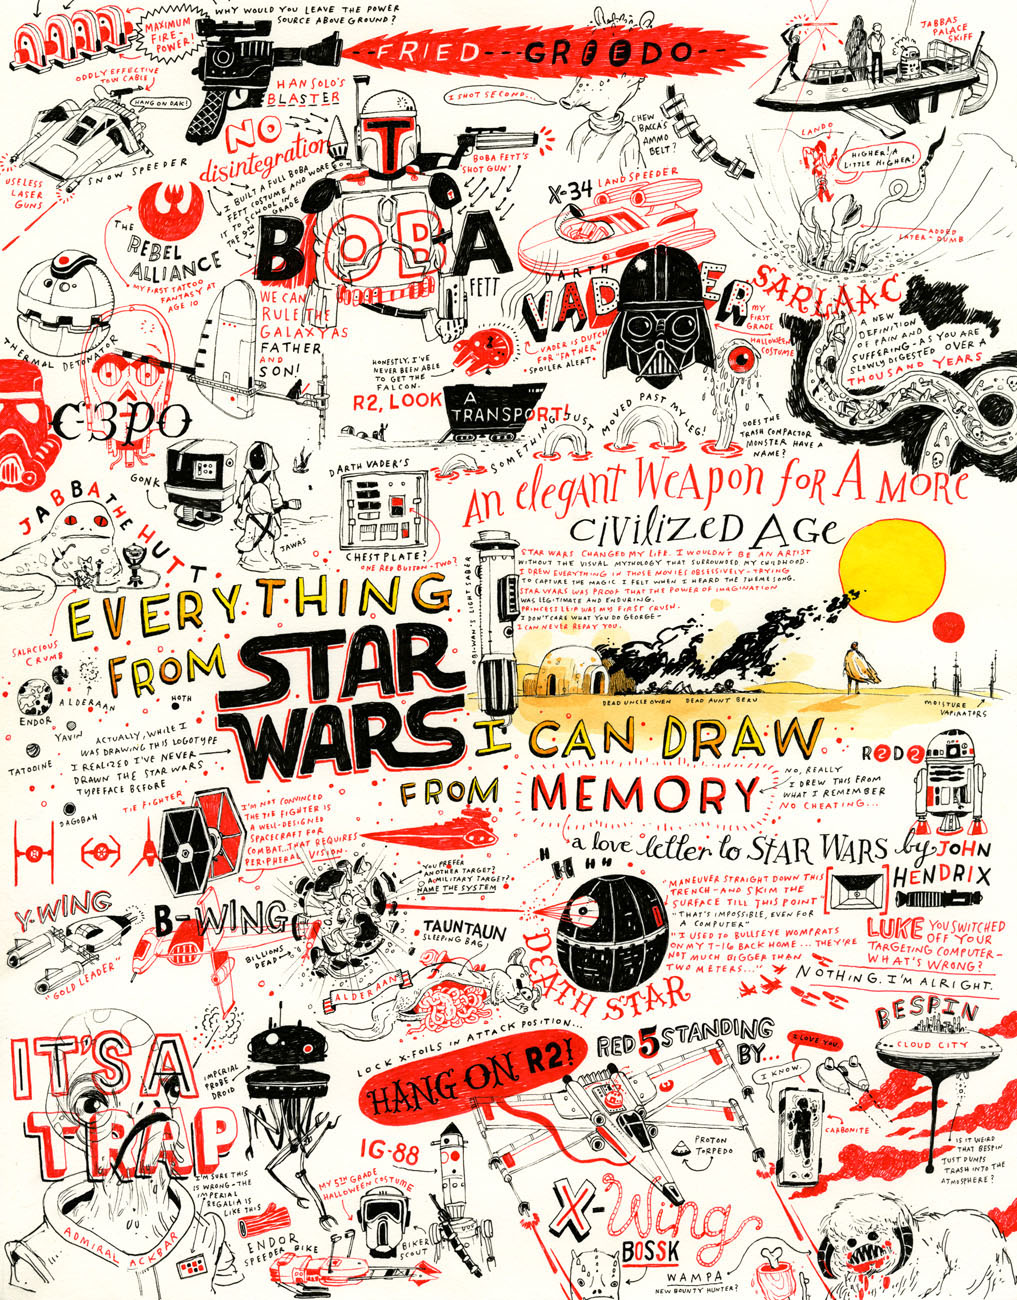 WHY WOULD YOU LEAVE THE POWER
SOURCE ABOVE GROUND?
MAXIMUM
FIRE-
POWER!
ODDLY EFFECTIVE
TOW CABLE
HANG ON DAK!
SNOW SPEEDER
USELESS
LASER
GUNS
HAN SOLO'S
BLASTER
FRIED GREEDO
I SHOT SECOND...
CHEW
BACCA'S
AMMO
BELT?
JABBAS
PALACE
SKIFF
NO
disintegration
I BUILT A FULL BOBA
FETT COSTUME AND WORE
IT TO SCHOOL IN
THE 9TH GRADE
BOBA FETT'S
"SHOT GUN"
BOBA
FETT
X-34 LANDSPEEDER
LANDO
HIGHER! A
LITTLE HIGHER!
ADDED
LATER-DUMB
SARLAAC
A NEW
DEFINITION
OF PAIN AND
SUFFERING-AS YOU ARE
SLOWLY DIGESTED OVER A
THOUSAND YEARS
THE
REBEL
ALLIANCE
MY FIRST TATTOO
FANTASY AT
AGE 10
THERMAL DETONATOR
WE CAN
RULE THE
GALAXY AS
FATHER
AND
SON!
DARTH
VADER
MY
FIRST
GRADE
HALLOWEEN
COSTUME
VADER IS DUTCH
FOR "FATHER"
*SPOILER ALERT*
HONESTLY, I'VE
NEVER BEEN ABLE
TO GET THE
FALCON.
R2, LOOK A
TRANSPORT!
SOMETHING JUST
MOVED PAST MY
LEG!
DOES THE
TRASH COMPACTOR
MONSTER HAVE A
NAME?
C-3PO
GONK
JAWAS
DARTH VADER'S
CHEST PLATE?
ONE RED BUTTON-TWO?
JABBA THE HUTT
SALACIOUS
CRUMB
AN elegANT WeApon foR A MORE
CiviLizeD AGe
STAR WARS CHANGED MY LIFE. I WOULDN'T BE AN ARTIST
WITHOUT THE VISUAL MYTHOLOGY THAT SURROUNDED MY CHILDHOOD.
I DREW EVERYTHING IN THOSE MOVIES OBSESSIVELY-TRYING
TO CAPTURE THE MAGIC I FELT WHEN I HEARD THE THEME SONG.
STAR WARS WAS PROOF THAT THE POWER OF IMAGINATION
WAS LEGITIMATE AND ENDURING.
PRINCESS LEIA WAS MY FIRST CRUSH.
I DON'T CARE WHAT YOU DO GEORGE-
I CAN NEVER REPAY YOU.
OBI-WAN'S LIGHT SABER
DEAD UNCLE OWEN DEAD AUNT BERU
MOISTURE
VAPORATORS
EVERYTHING
FROM STAR
WARS I CAN DRAW
FROM MEMORY
ENDOR
ALDERAAN
HOTH
YAVIN
TATOOINE
DAGOBAH
ACTUALLY, WHILE I
WAS DRAWING THIS LOGOTYPE
I REALIZED I'VE NEVER
DRAWN THE STAR WARS
TYPEFACE BEFORE
NO, REALLY
I DREW THIS FROM
WHAT I REMEMBER
NO CHEATING...
R2D2
a love letter to STAR WARS by JOHN
HENDRIX
TIE FIGHTER
I'M NOT CONVINCED
THE TIE FIGHTER IS
A WELL-DESIGNED
SPACECRAFT FOR
COMBAT...THAT REQUIRES
PERIPHERAL VISION.
YOU PREFER
ANOTHER TARGET?
A MILITARY TARGET?
NAME THE SYSTEM
Y-WING
"GOLD LEADER"
B-WING
BILLIONS
DEAD
ALDERAAN
TAUNTAUN
SLEEPING BAG
DEATH STAR
MANEUVER STRAIGHT DOWN THIS
TRENCH-AND SKIM THE
SURFACE TILL THIS POINT"
"THAT'S IMPOSSIBLE, EVEN FOR
A COMPUTER"
"I USED TO BULLSEYE WOMPRATS
ON MY T-16 BACK HOME... THEY'RE
NOT MUCH BIGGER THAN
TWO METERS..."
LUKE YOU SWITCHED
OFF YOUR
TARGETING COMPUTER-
WHAT'S WRONG?
NOTHING. I'M ALRIGHT.
IT'S A
TRAP
I'M SURE THIS
IS WRONG-THE
IMPERIAL
REGALIA IS
LIKE THIS
ADMIRAL ACKBAR
IMPERIAL
PROBE
DROID
LOCK X-FOILS IN ATTACK POSITION...
HANG ON R2!
RED 5 STANDING
BY...
I LOVE YOU.
I KNOW.
CARBONITE
BESPIN
CLOUD CITY
IS IT WEIRD
THAT BESPIN
JUST DUMPS
TRASH INTO THE
ATMOSPHERE?
PROTON
TORPEDO
IG-88
MY 5TH GRADE
HALLOWEEN COSTUME
BIKER
SCOUT
ENDOR
SPEEDER BIKE
X-Wing
BOSSK
WAMPA
NEW BOUNTY HUNTER?